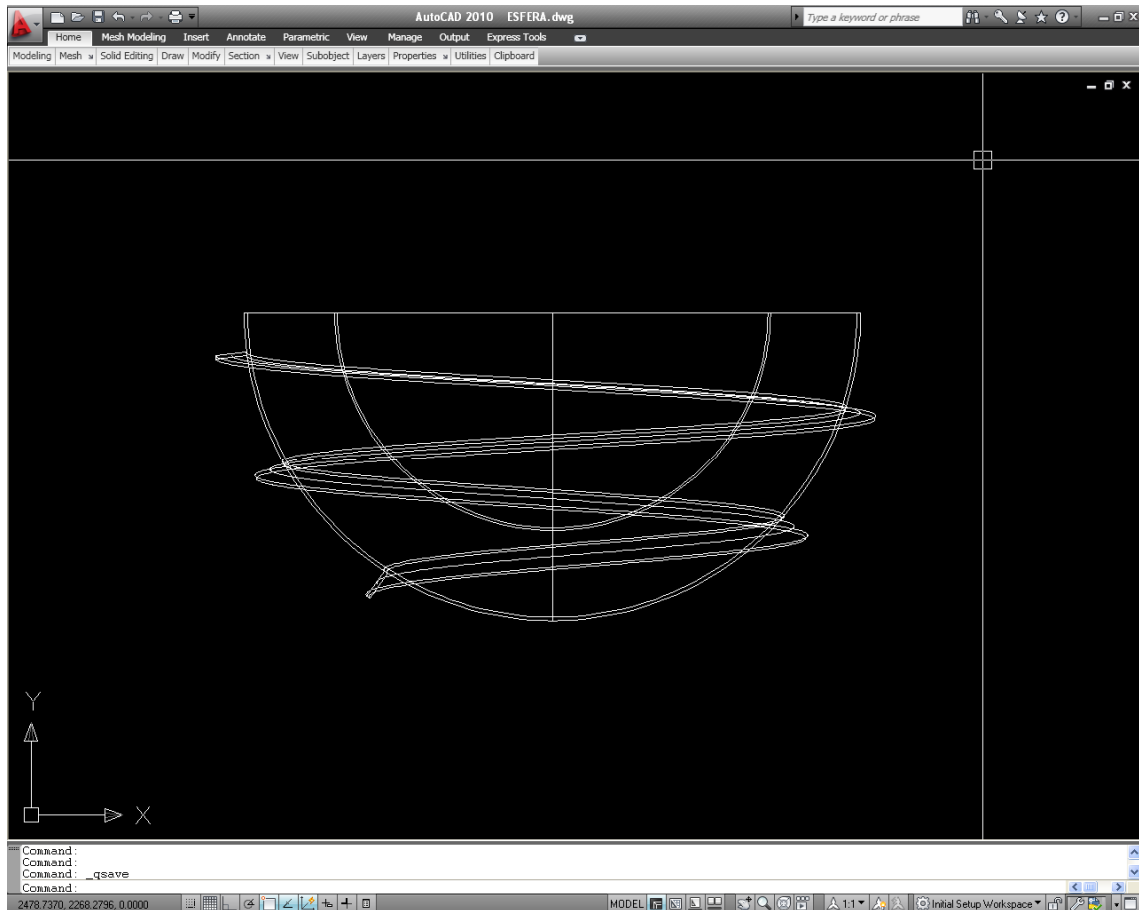 AutoCAD 2010 ESFERA.dwg
Type a keyword or phrase
Home Mesh Modeling Insert Annotate Parametric View Manage Output Express Tools
Modeling Mesh Solid Editing Draw Modify Section View Subobject Layers Properties Utilities Clipboard
Y
X
Command:
Command:
Command: _qsave
Command:
2478.7370, 2268.2796, 0.0000 MODEL 1:1 Initial Setup Workspace